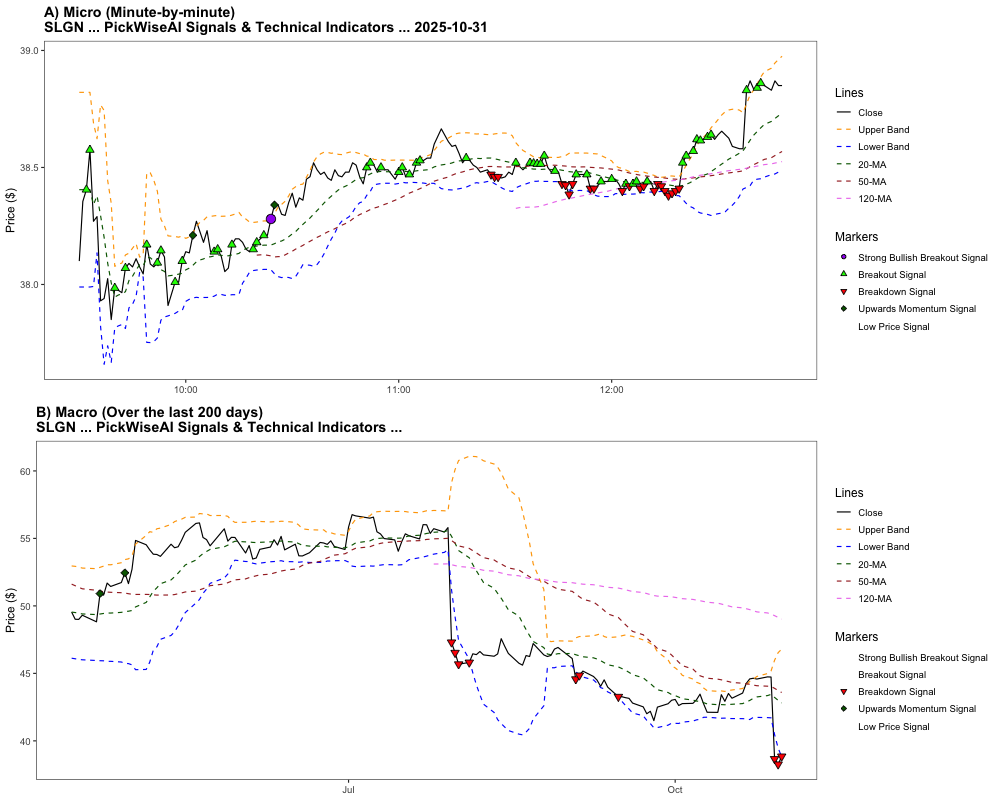 A) Micro (Minute-by-minute)
SLGN ... PickWiseAI Signals & Technical Indicators ... 2025-10-31
39.0
38.5
38.0
Price ($)
10:00
11:00
12:00
Lines
Close
Upper Band
Lower Band
20-MA
50-MA
120-MA
Markers
Strong Bullish Breakout Signal
Breakout Signal
Breakdown Signal
Upwards Momentum Signal
Low Price Signal
B) Macro (Over the last 200 days)
SLGN ... PickWiseAI Signals & Technical Indicators ...
60
55
50
45
40
Price ($)
Jul
Oct
Lines
Close
Upper Band
Lower Band
20-MA
50-MA
120-MA
Markers
Strong Bullish Breakout Signal
Breakout Signal
Breakdown Signal
Upwards Momentum Signal
Low Price Signal